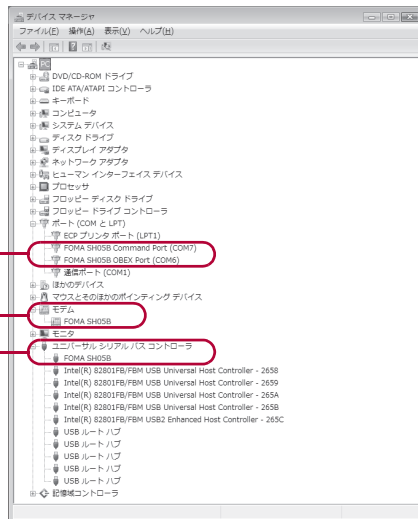 デバイス マネージャ
ファイル(F) 操作(A) 表示(V) ヘルプ(H)
PC
DVD/CD-ROM ドライブ
IDE ATA/ATAPI コントローラ
キーボード
コンピュータ
システム デバイス
ディスク ドライブ
ディスプレイ アダプタ
ネットワーク アダプタ
ヒューマン インターフェイス デバイス
プロセッサ
フロッピー ディスク ドライブ
フロッピー ドライブ コントローラ
ポート (COM と LPT)
ECP プリンタ ポート (LPT1)
FOMA SH05B Command Port (COM7)
FOMA SH05B OBEX Port (COM6)
通信ポート (COM1)
ほかのデバイス
マウスとそのほかのポインティング デバイス
モデム
FOMA SH05B
モニタ
ユニバーサル シリアル バス コントローラ
FOMA SH05B
Intel(R) 82801FB/FBM USB Universal Host Controller - 2658
Intel(R) 82801FB/FBM USB Universal Host Controller - 2659
Intel(R) 82801FB/FBM USB Universal Host Controller - 265A
Intel(R) 82801FB/FBM USB Universal Host Controller - 265B
Intel(R) 82801FB/FBM USB2 Enhanced Host Controller - 265C
USB ルート ハブ
USB ルート ハブ
USB ルート ハブ
USB ルート ハブ
USB ルート ハブ
記憶域コントローラ